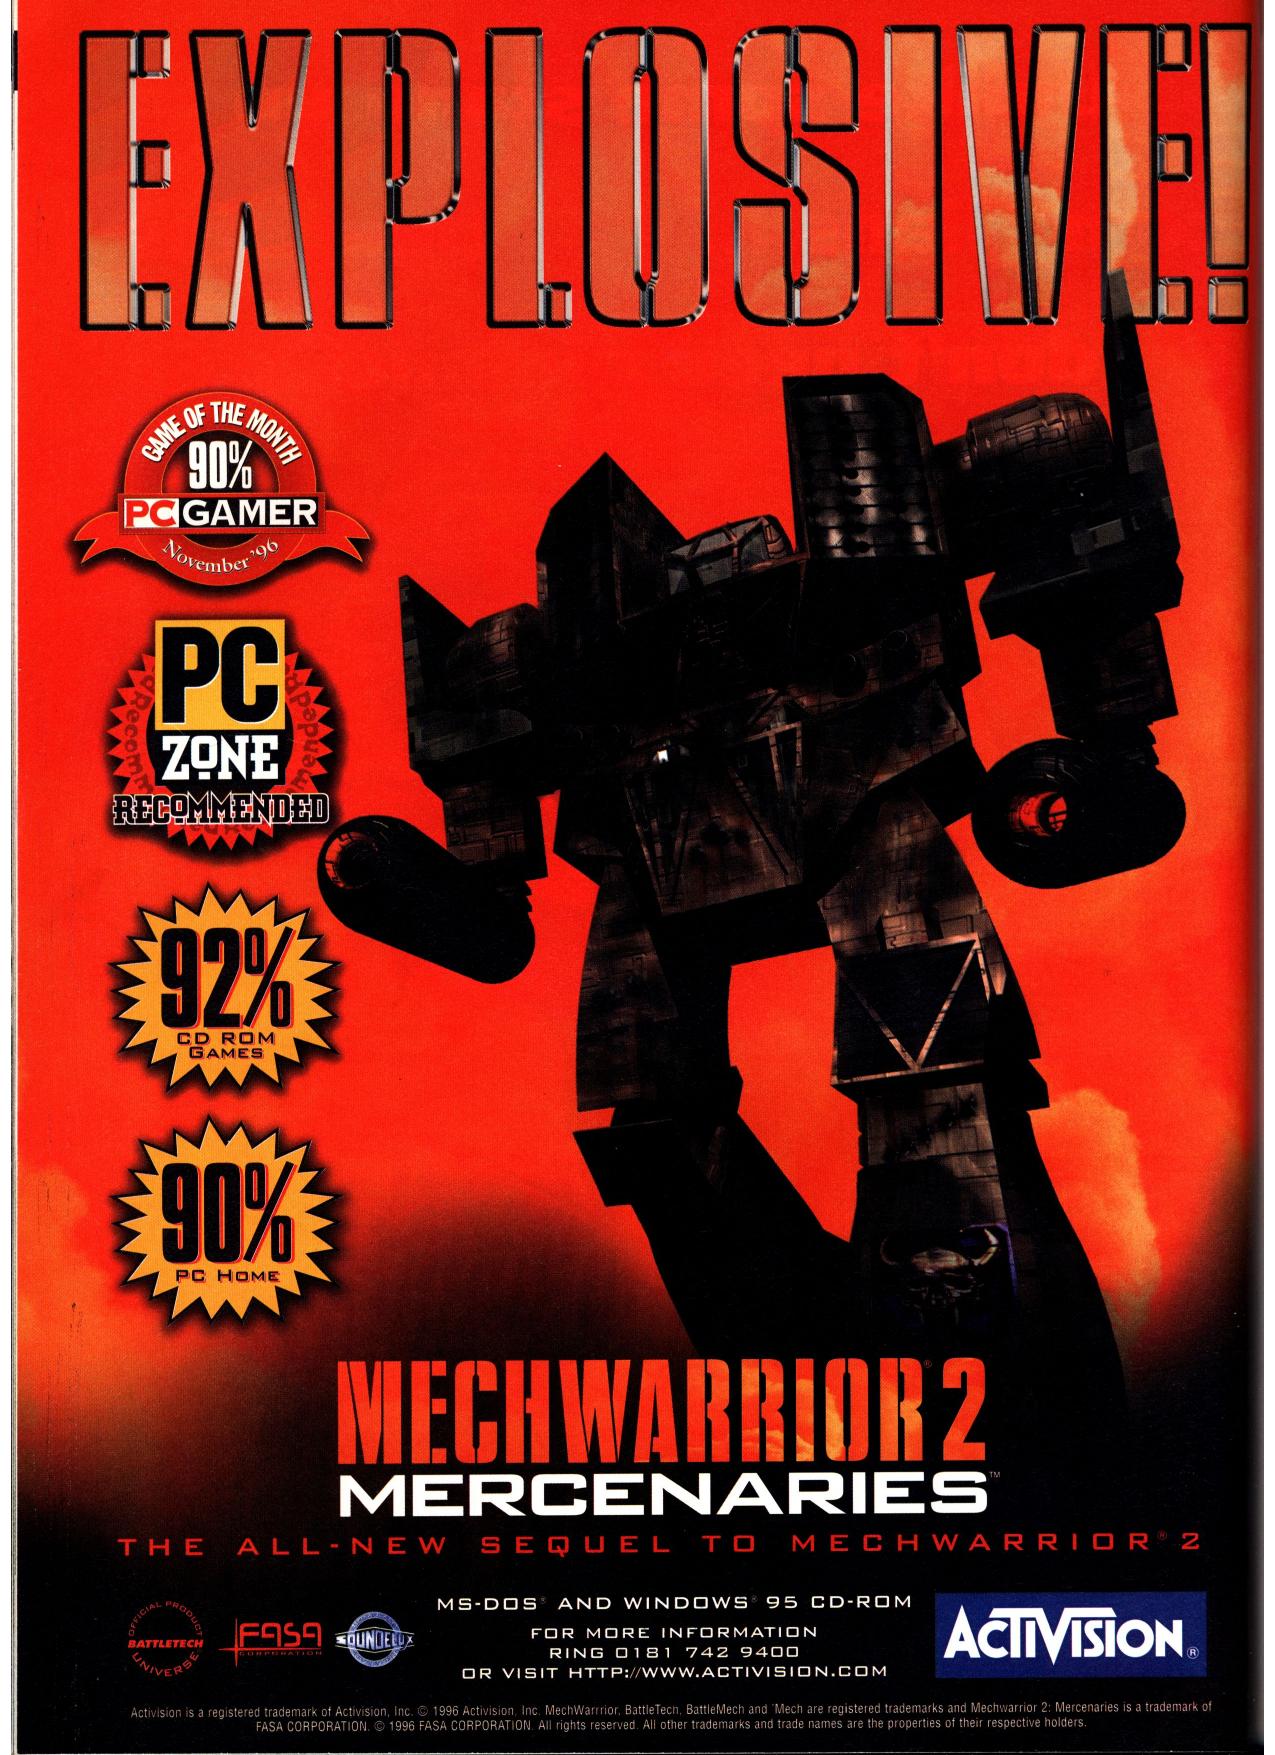 EXPLOSIVE!
GAME OF THE MONTH
90%
PC GAMER
November '96
PC
ZONE
RECOMMENDED
92%
CD ROM
GAMES
90%
PC HOME
MECHWARRIOR® 2
MERCENARIES™
THE ALL-NEW SEQUEL TO MECHWARRIOR® 2
OFFICIAL PRODUCT
BATTLETECH
UNIVERSE
FASA
CORPORATION
SOUNDELUX
MS-DOS® AND WINDOWS® 95 CD-ROM
FOR MORE INFORMATION
RING 0181 742 9400
OR VISIT HTTP://WWW.ACTIVISION.COM
ACTIVISION®
Activision is a registered trademark of Activision, Inc. © 1996 Activision, Inc. MechWarrrior, BattleTech, BattleMech and 'Mech are registered trademarks and Mechwarrior 2: Mercenaries is a trademark of
FASA CORPORATION. © 1996 FASA CORPORATION. All rights reserved. All other trademarks and trade names are the properties of their respective holders.